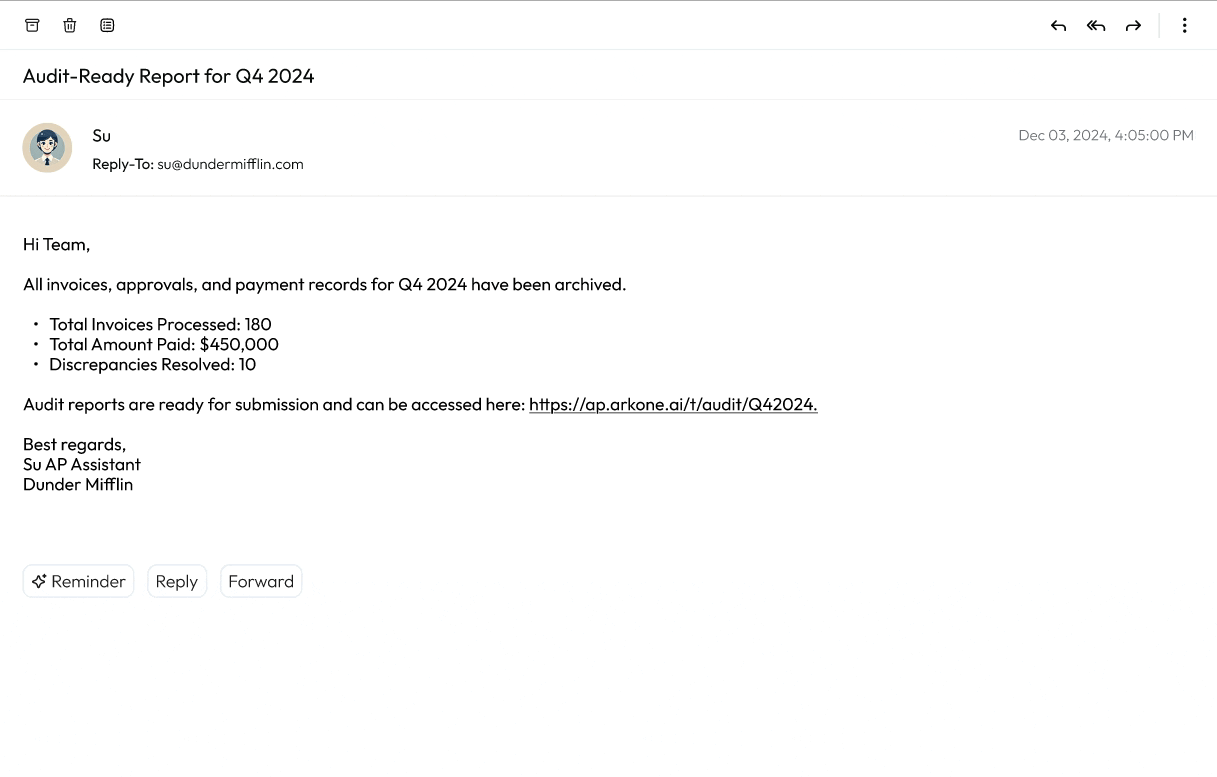 Audit-Ready Report for Q4 2024
Su
Dec 03, 2024, 4:05:00 PM
Reply-To: su@dundermifflin.com
Hi Team,
All invoices, approvals, and payment records for Q4 2024 have been archived.
• Total Invoices Processed: 180
• Total Amount Paid: $450,000
• Discrepancies Resolved: 10
Audit reports are ready for submission and can be accessed here: https://ap.arkone.ai/t/audit/Q42024.
Best regards,
Su AP Assistant
Dunder Mifflin
Reminder
Reply
Forward